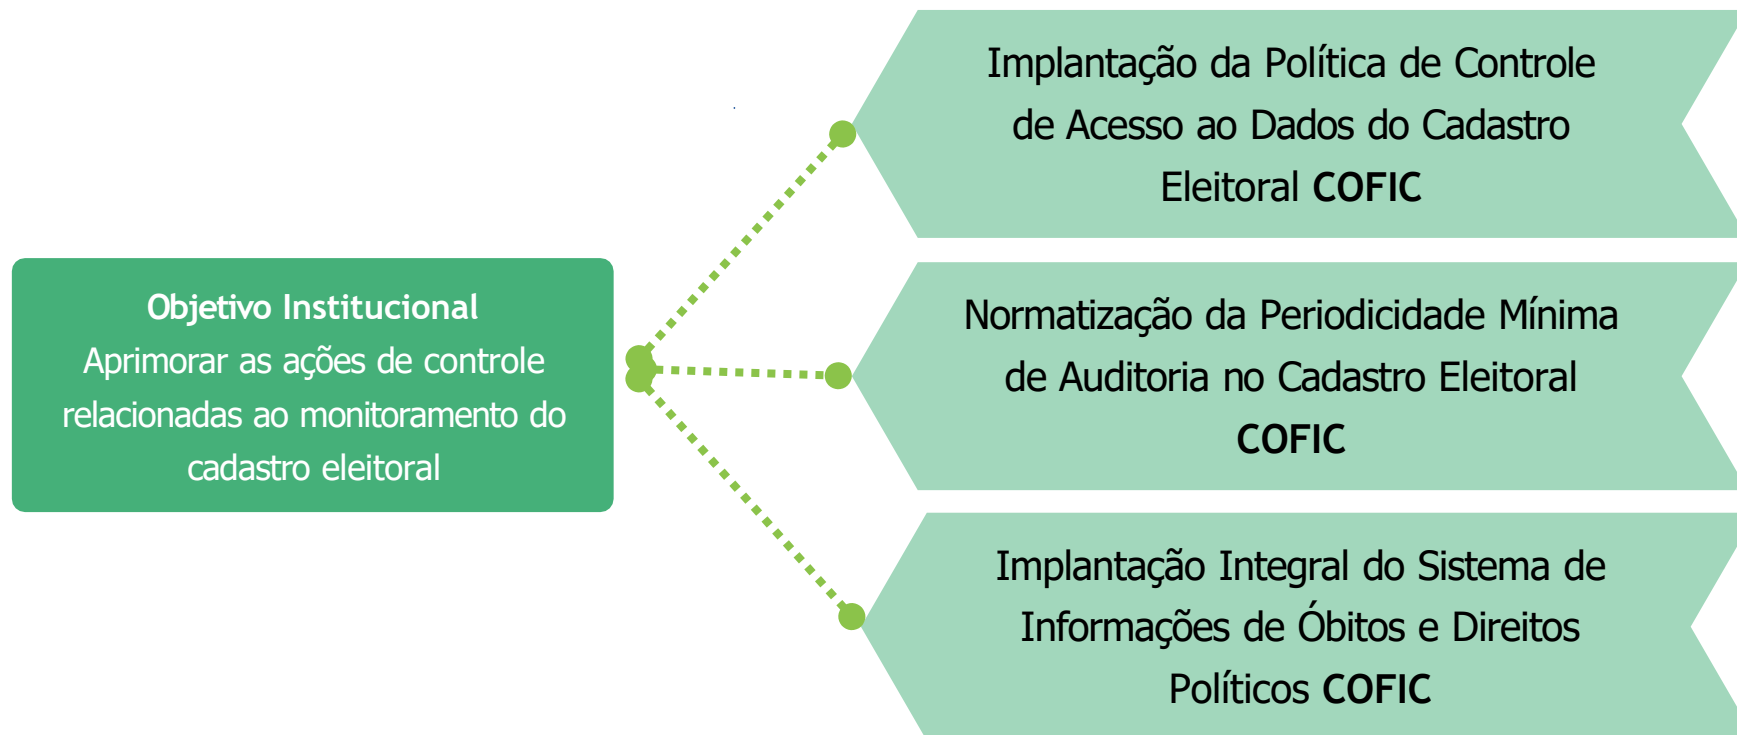 Objetivo Institucional
Aprimorar as ações de controle
relacionadas ao monitoramento do
cadastro eleitoral
Implantação da Política de Controle
de Acesso ao Dados do Cadastro
Eleitoral COFIC
Normatização da Periodicidade Mínima
de Auditoria no Cadastro Eleitoral
COFIC
Implantação Integral do Sistema de
Informações de Óbitos e Direitos
Políticos COFIC